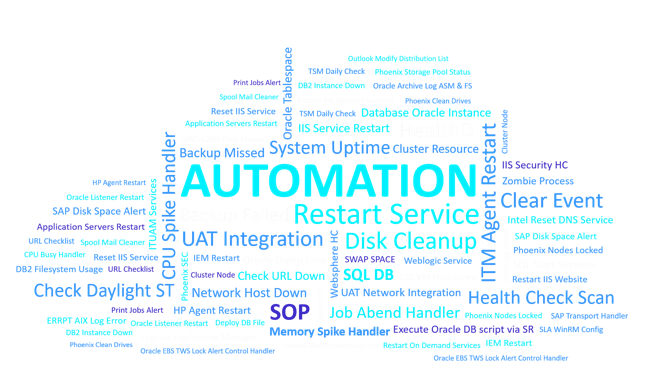 Outlook Modify Distribution List
TSM Daily Check
Phoenix Storage Pool Status
Print Jobs Alert
DB2 Instance Down
Oracle Archive Log ASM & FS
Oracle Tablespace
Spool Mail Cleaner
Phoenix Clean Drives
Reset IIS Service
TSM Daily Check
Database Oracle Instance
Cluster Node
Application Servers Restart
IIS Service Restart
Backup Missed
System Uptime
Cluster Resource
CPU Spike Handler
ITM Agent Restart
IIS Security HC
AUTOMATION
HP Agent Restart
ITUAM Services
Zombie Process
Oracle Listener Restart
Clear Event
SAP Disk Space Alert
Restart Service
Intel Reset DNS Service
Application Servers Restart
URL Checklist
Spool Mail Cleaner
UAT Integration
Websphere HC
Disk Cleanup
SAP Disk Space Alert
Phoenix Nodes Locked
CPU Busy Handler
Reset IIS Service
Phoenix SEC
IEM Restart
SWAP SPACE
Weblogic Service
DB2 Filesystem Usage
URL Checklist
Cluster Node
Check URL Down
SQL DB
Restart IIS Website
Check Daylight ST
Network Host Down
UAT Network Integration
Health Check Scan
Print Jobs Alert
HP Agent Restart
SOP
Job Abend Handler
Phoenix Nodes Locked
SAP Transport Handler
ERRPT AIX Log Error
Oracle Listener Restart
Deploy DB File
DB2 Instance Down
Memory Spike Handler
Execute Oracle DB script via SR
SLA WinRM Config
Phoenix Clean Drives
Oracle EBS TWS Lock Alert Control Handler
Restart On Demand Services
IEM Restart
Oracle EBS TWS Lock Alert Control Handler